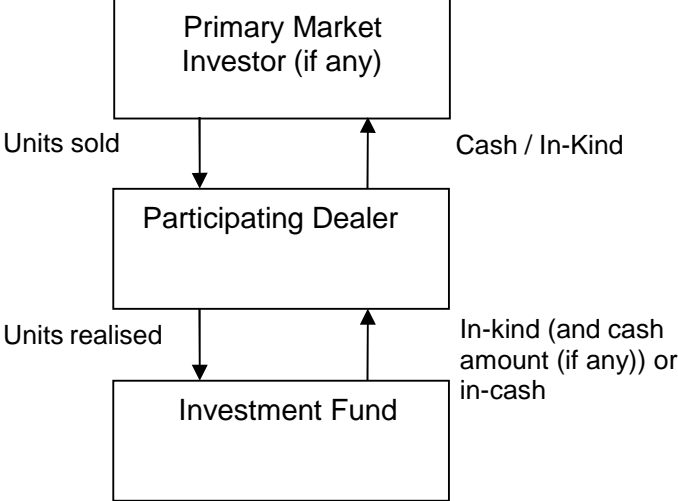 Primary Market
Investor (if any)
Units sold
Cash / In-Kind
Participating Dealer
Units realised
In-kind (and cash
amount (if any)) or
in-cash
Investment Fund